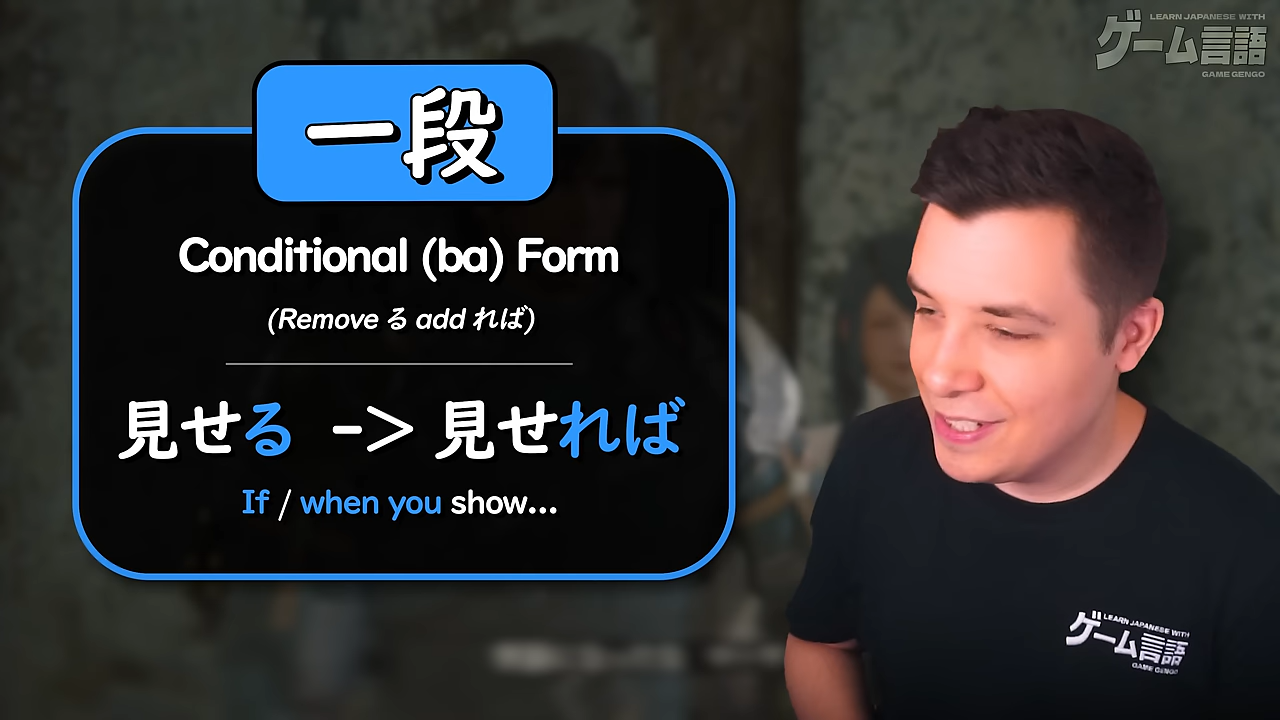 一段
Conditional (ba) Form
(Remove る add れば)
見せる -> 見せれば
If / when you show...
LEARN JAPANESE WITH
ゲーム言語
GAME GENGO
LEARN JAPANESE WITH
ゲーム言語
GAME GENGO